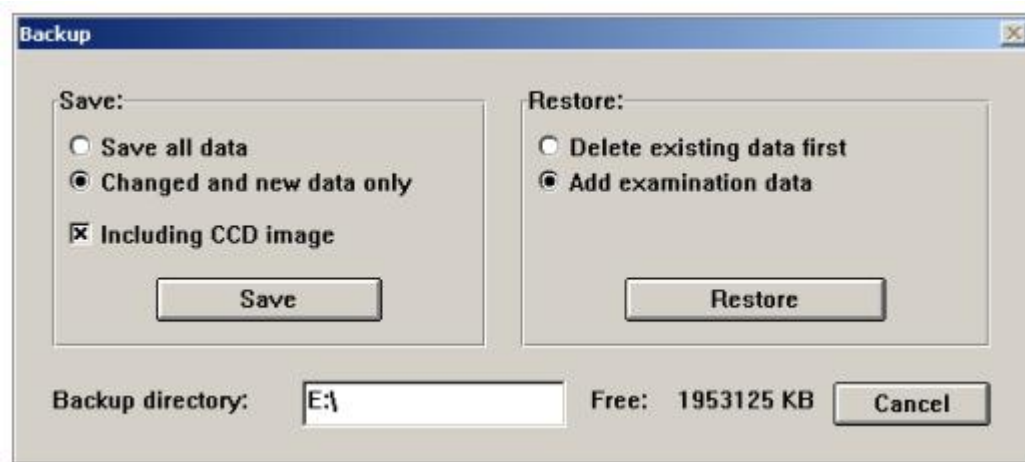 Backup
Save:
Save all data
Changed and new data only
Including CCD image
Save
Restore:
Delete existing data first
Add examination data
Restore
Backup directory: E:\ Free: 1953125 KB Cancel